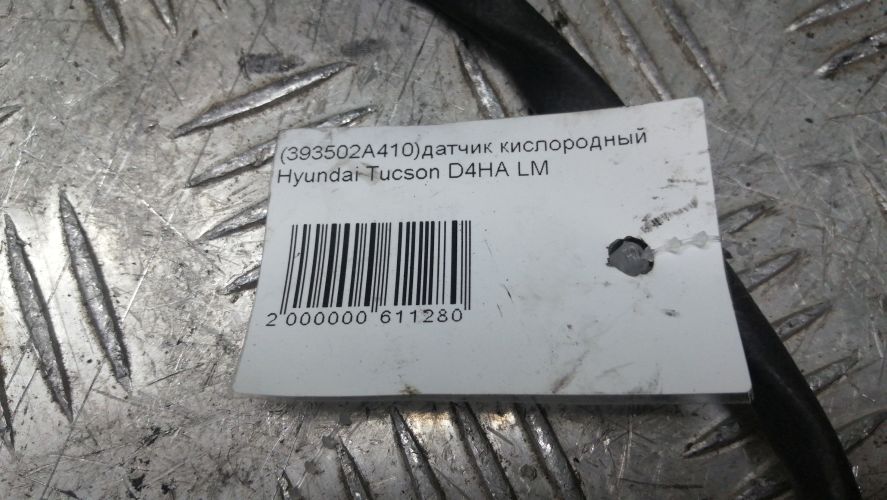 (393502A410)датчик кислородный
Hyundai Tucson D4HA LM
2 000000 611280